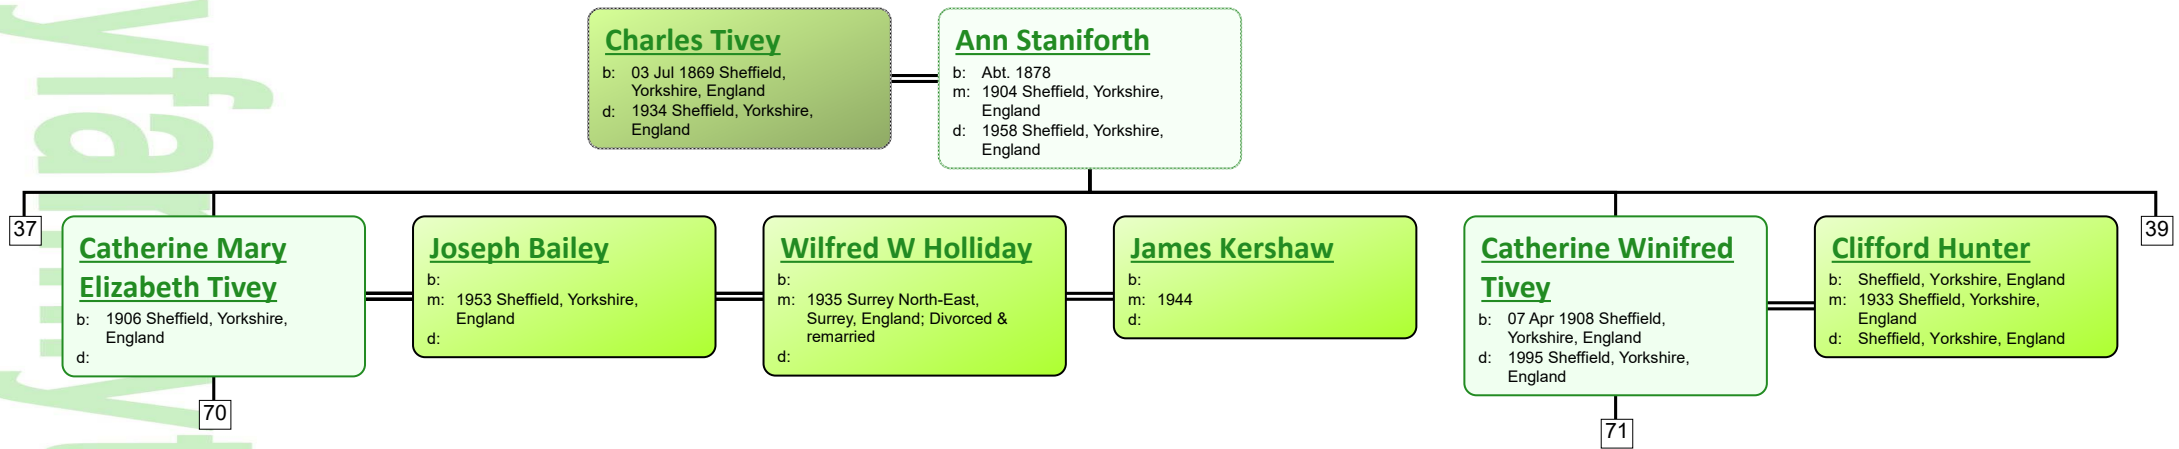 Charles Tivey
b: 03 Jul 1869 Sheffield,
Yorkshire, England
d: 1934 Sheffield, Yorkshire,
England
Ann Staniforth
b: Abt. 1878
m: 1904 Sheffield, Yorkshire,
England
d: 1958 Sheffield, Yorkshire,
England
37
Catherine Mary
Elizabeth Tivey
b: 1906 Sheffield, Yorkshire,
England
d:
70
Joseph Bailey
b:
m: 1953 Sheffield, Yorkshire,
England
d:
Wilfred W Holliday
b:
m: 1935 Surrey North-East,
Surrey, England; Divorced &
remarried
d:
James Kershaw
b:
m: 1944
d:
Catherine Winifred
Tivey
b: 07 Apr 1908 Sheffield,
Yorkshire, England
d: 1995 Sheffield, Yorkshire,
England
71
Clifford Hunter
b: Sheffield, Yorkshire, England
m: 1933 Sheffield, Yorkshire,
England
d: Sheffield, Yorkshire, England
39